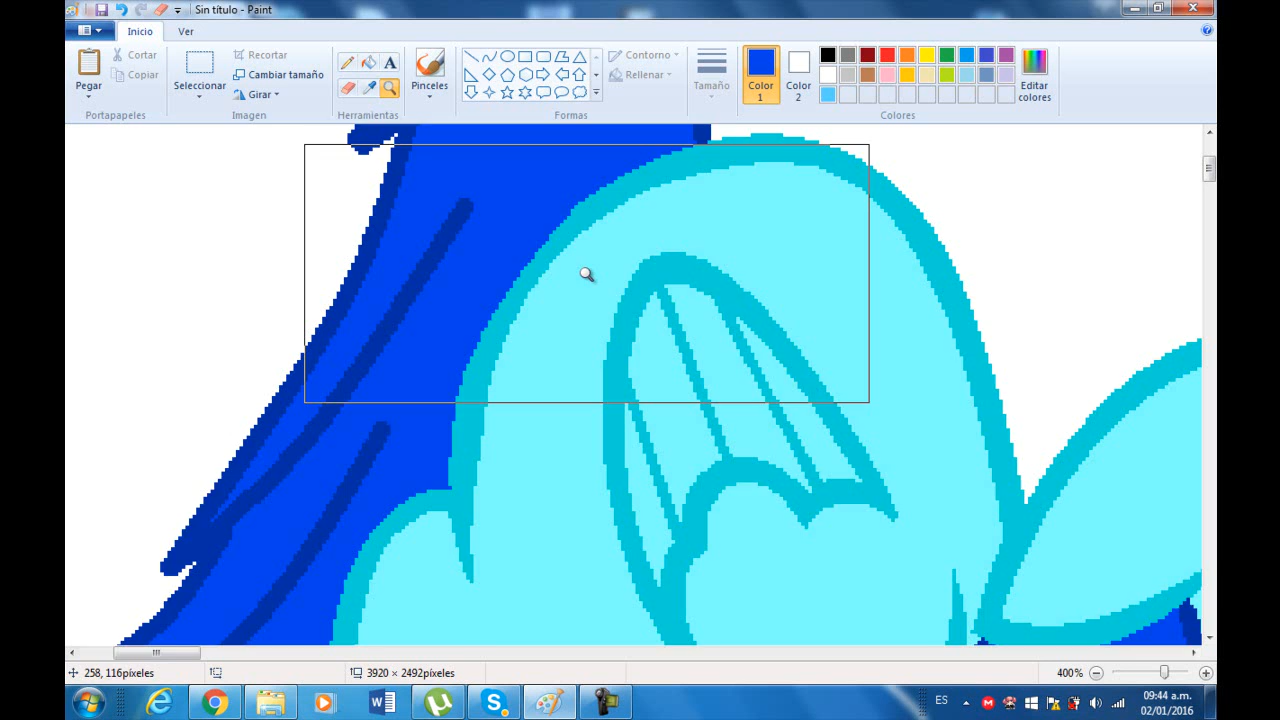 Sin título - Paint
Inicio
Ver
Pegar
Cortar
Copiar
Portapapeles
Seleccionar
Recortar
Cambiar tamaño
Girar
Imagen
A
Herramientas
Pinceles
Contorno
Rellenar
Formas
Tamaño
Color
1
Color
2
Editar
colores
Colores
258, 116píxeles
3920 × 2492píxeles
400%
ES
09:44 a.m.
02/01/2016